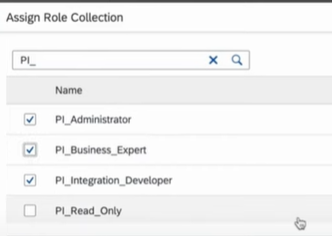 Assign Role Collection
PI_
Name
PI_Administrator
PI_Business_Expert
PI_Integration_Developer
PI_Read_Only